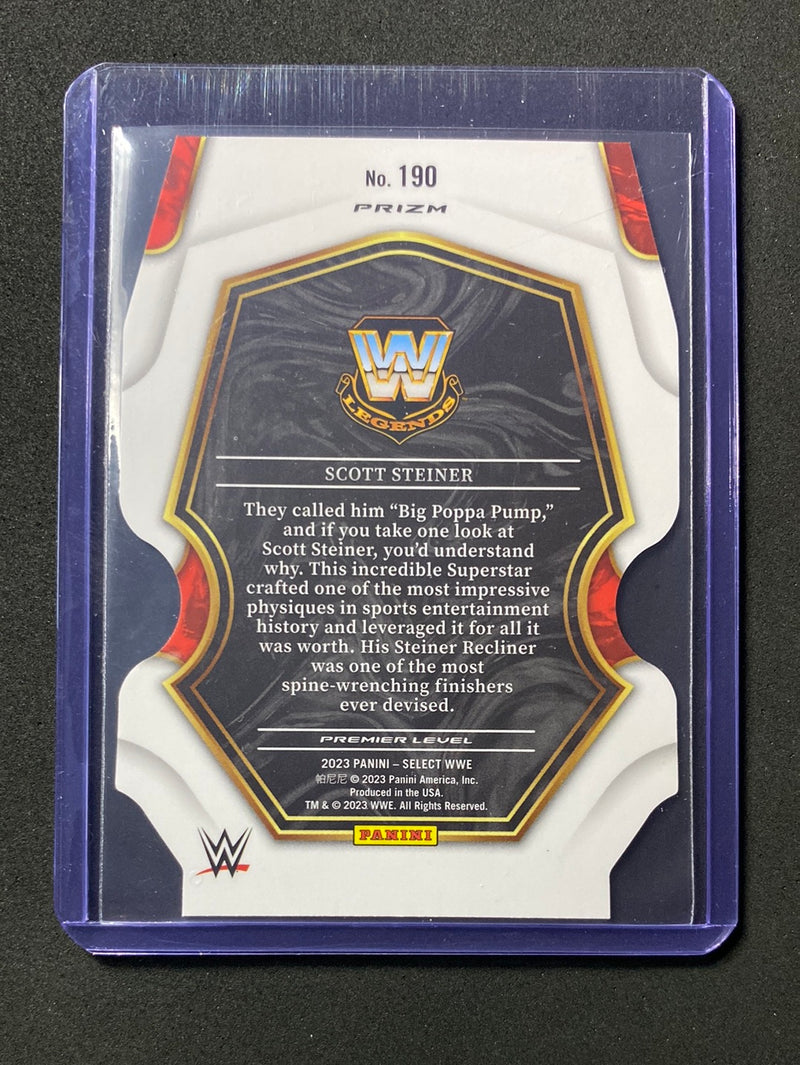 No. 190
PRIZM
W
LEGENDS
SCOTT STEINER
They called him “Big Poppa Pump,”
and if you take one look at
Scott Steiner, you’d understand
why. This incredible Superstar
crafted one of the most impressive
physiques in sports entertainment
history and leveraged it for all it
was worth. His Steiner Recliner
was one of the most
spine-wrenching finishers
ever devised.
PREMIER LEVEL
2023 PANINI – SELECT WWE
帕尼尼 © 2023 Panini America, Inc.
Produced in the USA.
TM & © 2023 WWE. All Rights Reserved.
PANINI
W